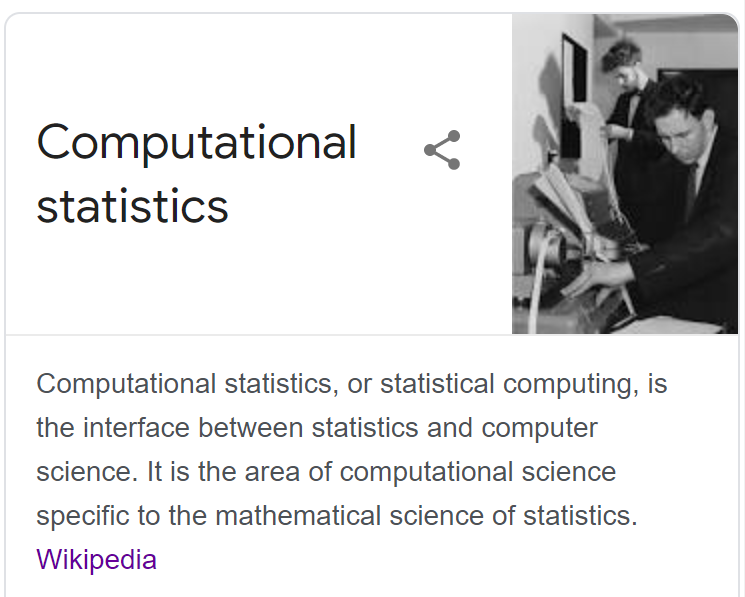 Computational
statistics
Computational statistics, or statistical computing, is
the interface between statistics and computer
science. It is the area of computational science
specific to the mathematical science of statistics.
Wikipedia